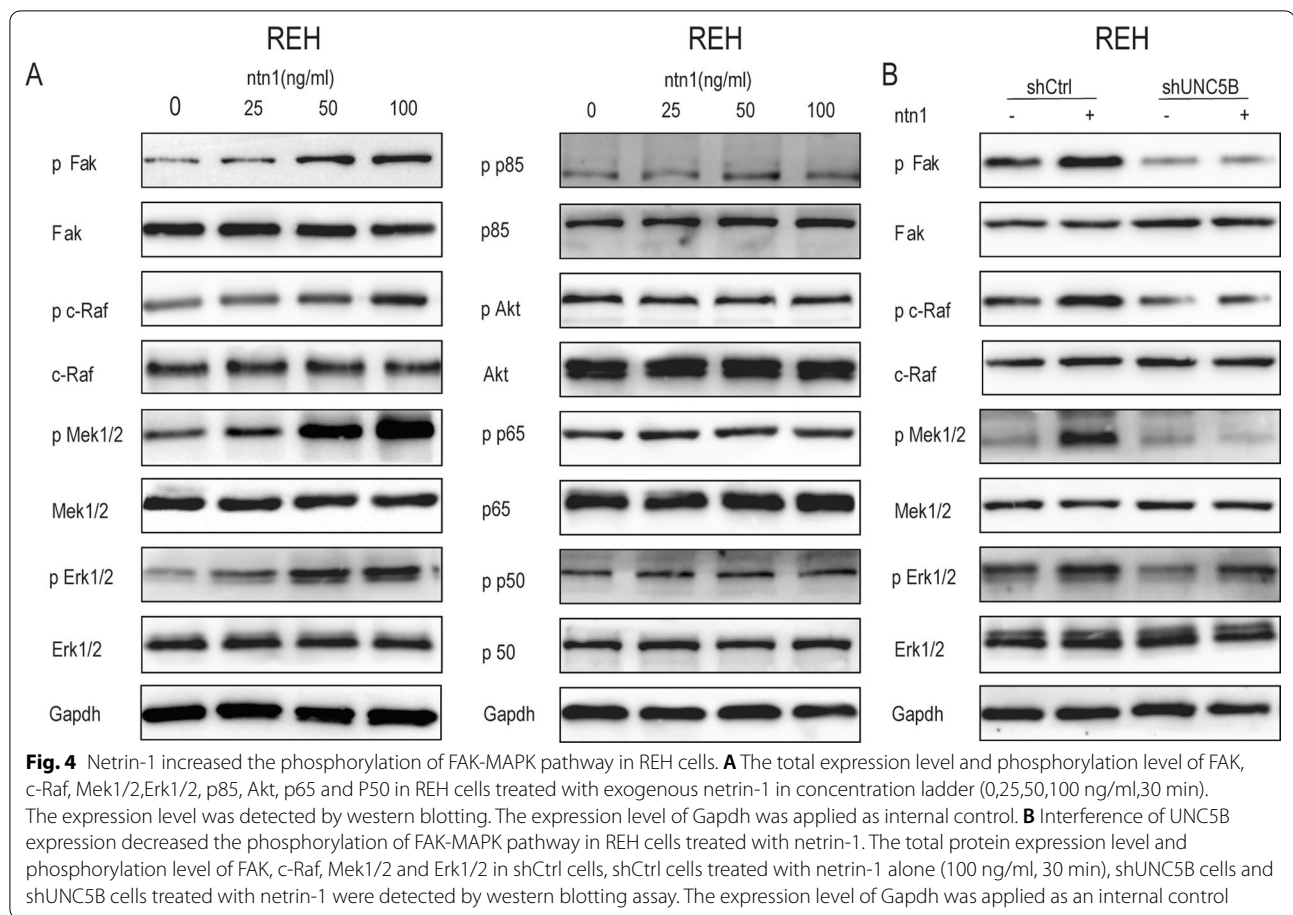 REH
A
ntn1(ng/ml)
0 25 50 100
p Fak
Fak
p c-Raf
c-Raf
p Mek1/2
Mek1/2
p Erk1/2
Erk1/2
Gapdh
REH
ntn1(ng/ml)
0 25 50 100
p p85
p85
p Akt
Akt
p p65
p65
p p50
p 50
Gapdh
REH
B
shCtrl shUNC5B
ntn1 - + - +
p Fak
Fak
p c-Raf
c-Raf
p Mek1/2
Mek1/2
p Erk1/2
Erk1/2
Gapdh
Fig. 4 Netrin-1 increased the phosphorylation of FAK-MAPK pathway in REH cells. A The total expression level and phosphorylation level of FAK,
c-Raf, Mek1/2,Erk1/2, p85, Akt, p65 and P50 in REH cells treated with exogenous netrin-1 in concentration ladder (0,25,50,100 ng/ml,30 min).
The expression level was detected by western blotting. The expression level of Gapdh was applied as internal control. B Interference of UNC5B
expression decreased the phosphorylation of FAK-MAPK pathway in REH cells treated with netrin-1. The total protein expression level and
phosphorylation level of FAK, c-Raf, Mek1/2 and Erk1/2 in shCtrl cells, shCtrl cells treated with netrin-1 alone (100 ng/ml, 30 min), shUNC5B cells and
shUNC5B cells treated with netrin-1 were detected by western blotting assay. The expression level of Gapdh was applied as an internal control